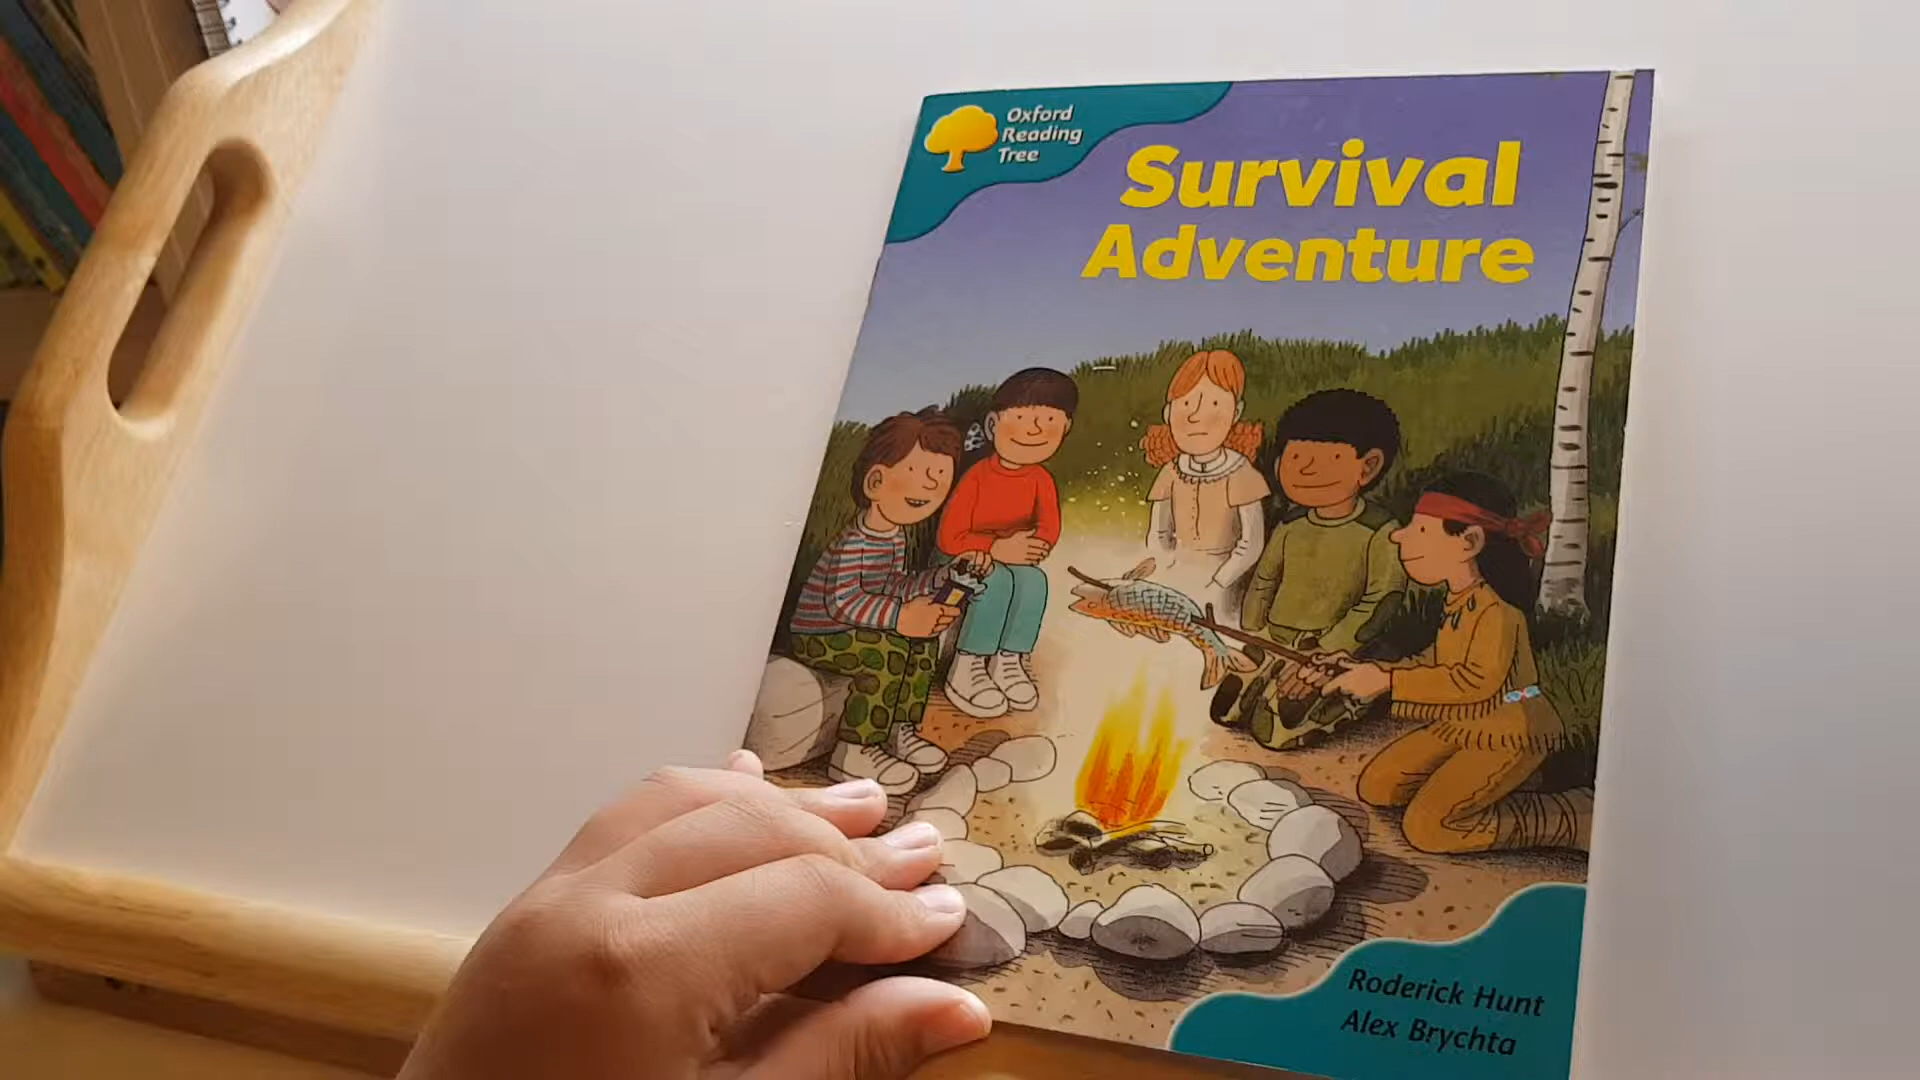 Oxford
Reading
Tree
Survival
Adventure
Roderick Hunt
Alex Brychta